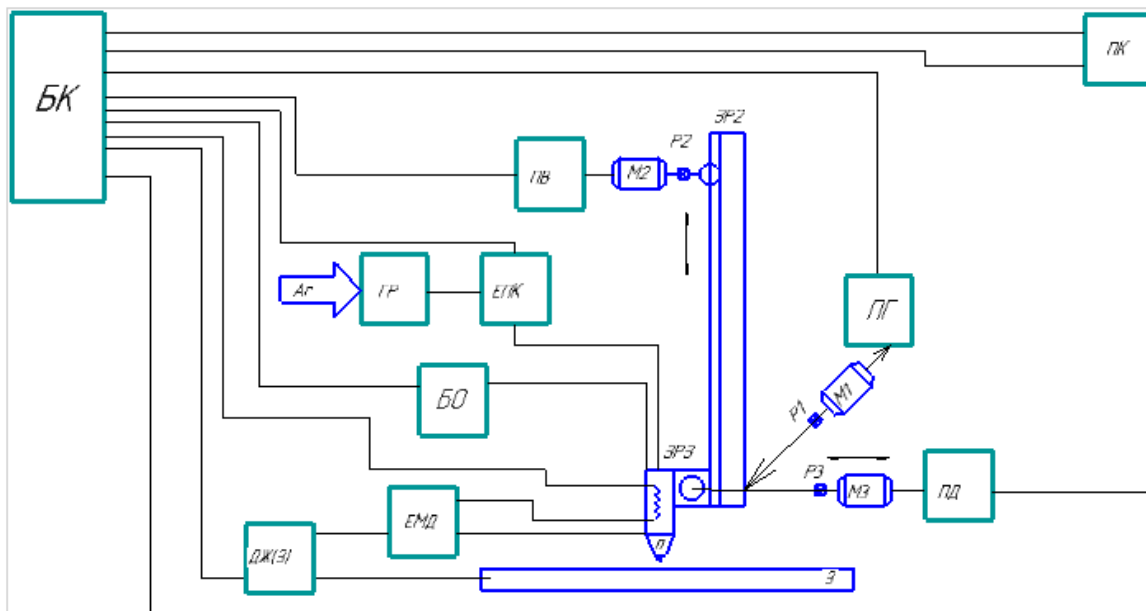 БК
ПК
ЗР2
Р2
ПВ
М2
Аг
ГР
ЕПК
ПГ
М1
Р1
БО
ЗР3
Р3
М3
ПД
ЕМД
П
ДЖ(З)
З